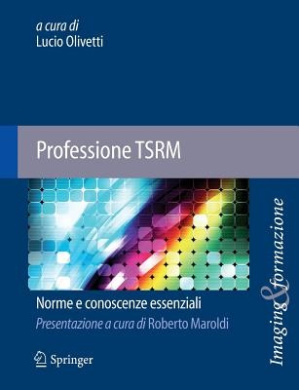 a cura di
Lucio Olivetti
Professione TSRM
Norme e conoscenze essenziali
Presentazione a cura di Roberto Maroldi
Springer
Imaging & formazione